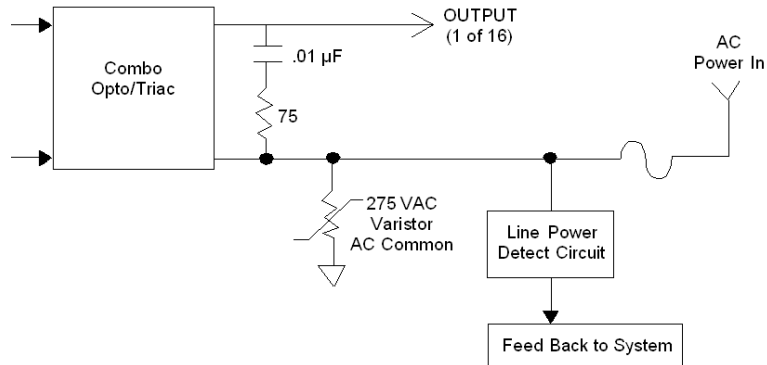 OUTPUT
(1 of 16)
AC
Power In
.01 µF
Combo
Opto/Triac
75
275 VAC
Varistor
AC Common
Line Power
Detect Circuit
Feed Back to System